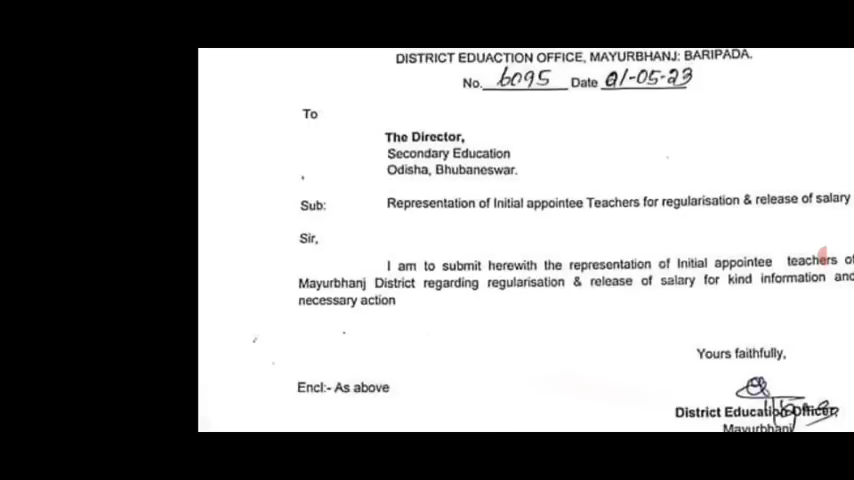 DISTRICT EDUACTION OFFICE, MAYURBHANJ: BARIPADA.
No. 6095 Date 01-05-23
To
The Director,
Secondary Education
Odisha, Bhubaneswar.
Sub: Representation of Initial appointee Teachers for regularisation & release of salary
Sir,
I am to submit herewith the representation of Initial appointee teachers of
Mayurbhanj District regarding regularisation & release of salary for kind information and
necessary action
Yours faithfully,
Encl:- As above
District Education Officer,
Mayurbhanj